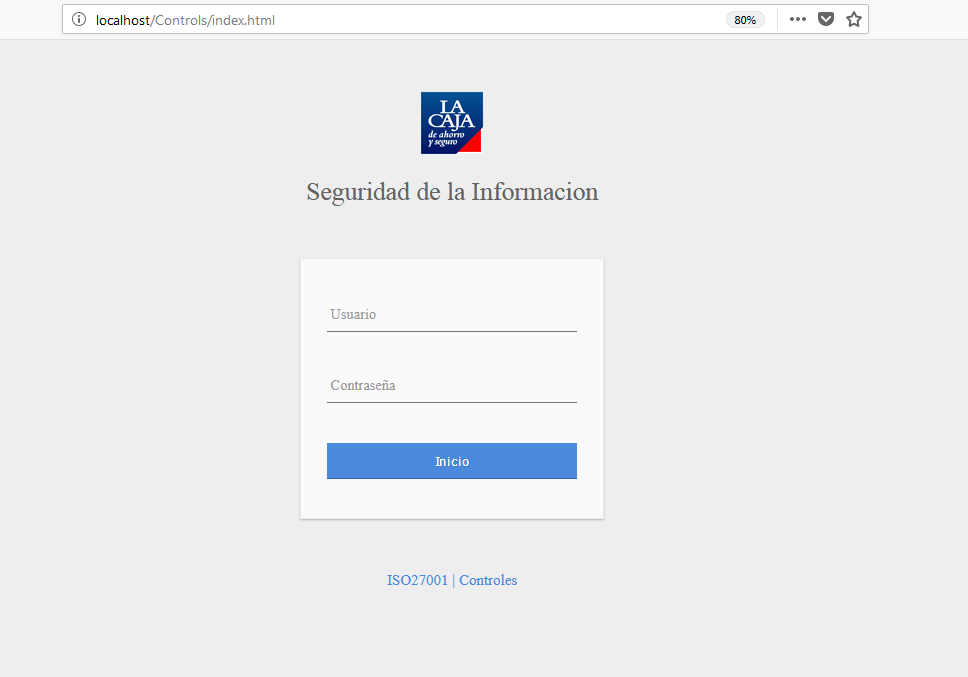 localhost/Controls/index.html 80%
LA
CAJA
de ahorro
y seguro
Seguridad de la Informacion
Usuario
Contraseña
Inicio
ISO27001 | Controles